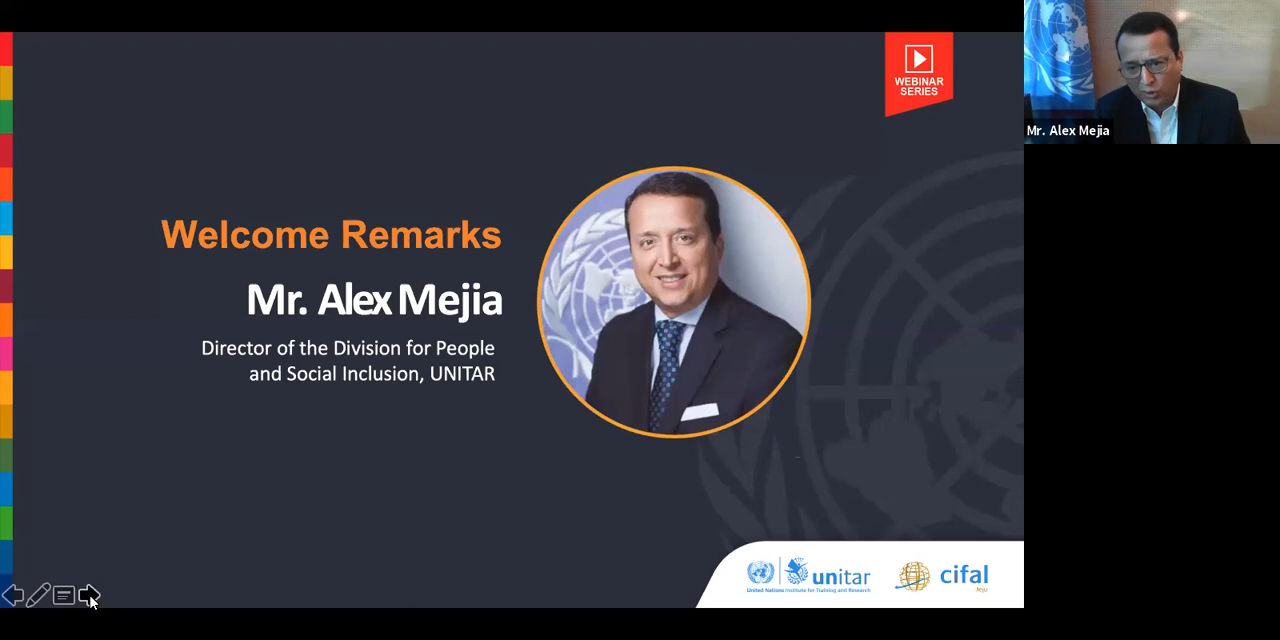 WEBINAR
SERIES
Mr. Alex Mejia
Welcome Remarks
Mr. Alex Mejia
Director of the Division for People
and Social Inclusion, UNITAR
unitar
United Nations Institute for Training and Research
cifal
Jeju